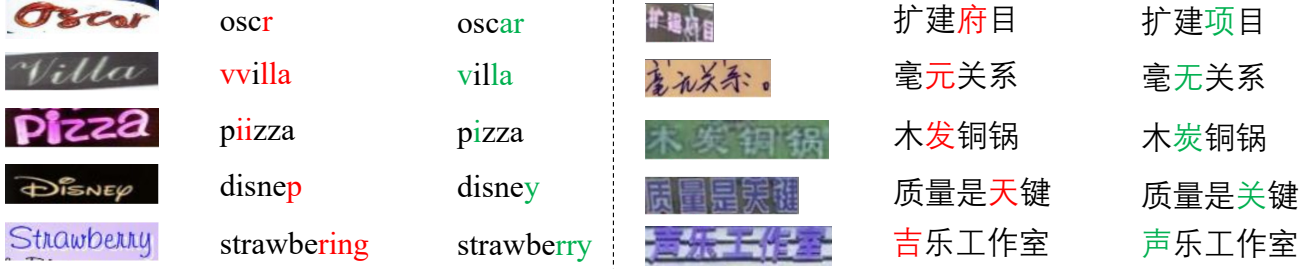 Oscar oscr oscar
Villa vvilla villa
Pizza piizza pizza
Disney disnep disney
Strawberry strawbering strawberry
扩建项目 扩建府目 扩建项目
毫无关系。 毫元关系 毫无关系
木炭铜锅 木发铜锅 木炭铜锅
质量是关键 质量是天键 质量是关键
声乐工作室 吉乐工作室 声乐工作室